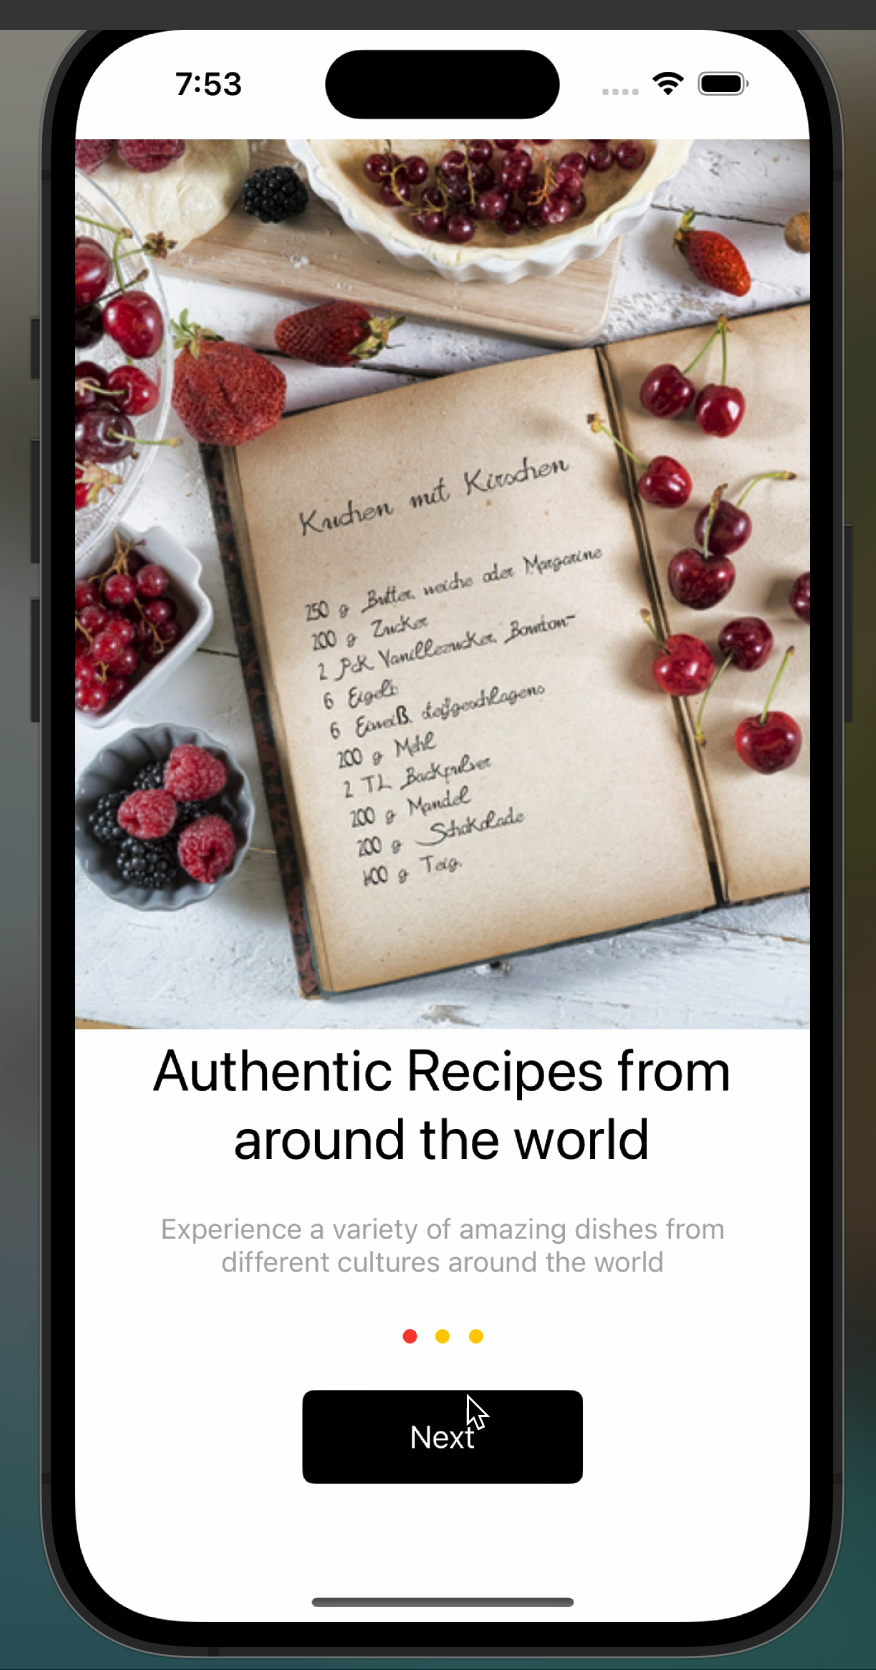 7:53
Kuchen mit Kirschen
250 g Butter, weiche oder Margarine
200 g Zucker
2 Pck Vanillezucker, Bourbon-
6 Eigelb
6 Eiweiß
200 g Mehl
2 TL Backpulver
200 g Mandel
200 g Schokolade
g Teig
Authentic Recipes from
around the world
Experience a variety of amazing dishes from
different cultures around the world
Next